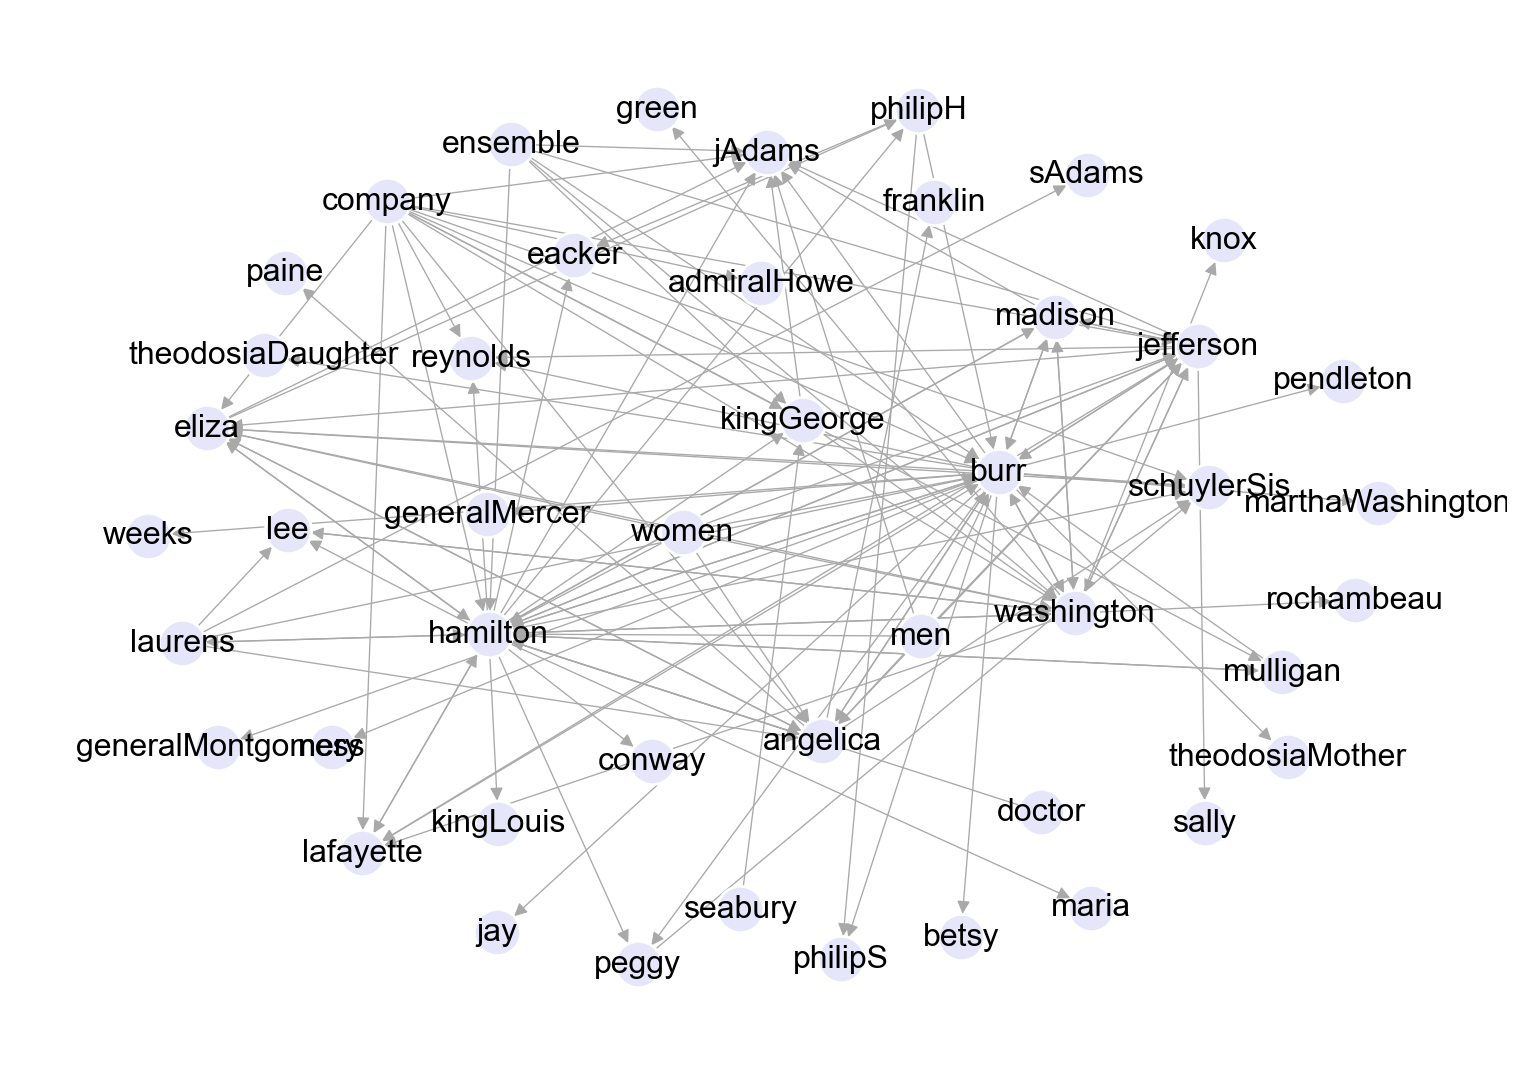 green
philipH
ensemble
jAdams
sAdams
company
franklin
knox
eacker
paine
admiralHowe
madison
jefferson
theodosiaDaughter
reynolds
pendleton
eliza
kingGeorge
burr
schuylerSis
marthaWashington
generalMercer
weeks
lee
women
rochambeau
washington
laurens
hamilton
men
mulligan
generalMontgomery
ness
angelica
theodosiaMother
conway
kingLouis
doctor
sally
lafayette
seabury
maria
jay
betsy
peggy
philipS